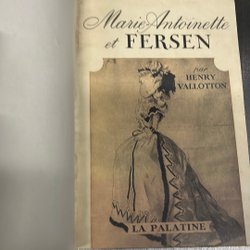 Marie-Antoinette
et FERSEN
par
HENRY
VALLOTTON
LA PALATINE